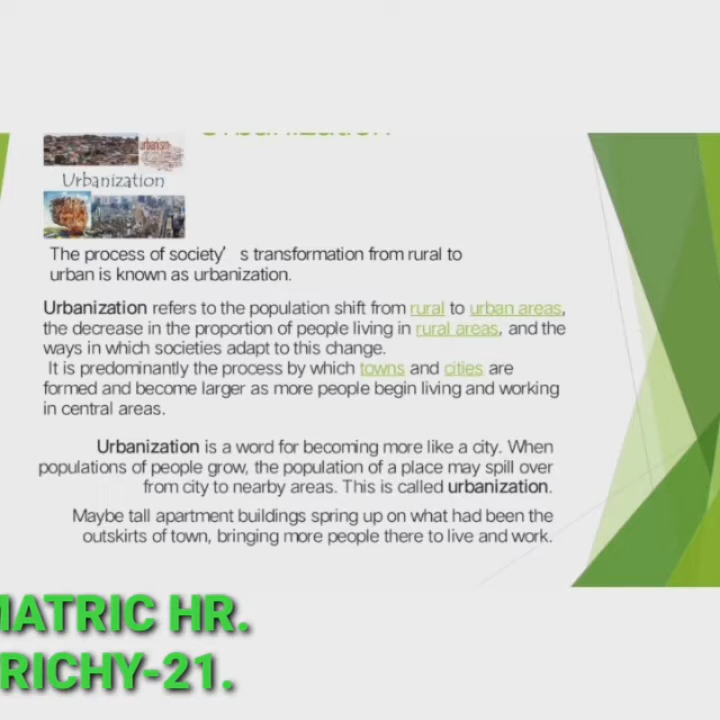 Urbanization
urbanism
Urbanization
The process of society's transformation from rural to
urban is known as urbanization.
Urbanization refers to the population shift from rural to urban areas,
the decrease in the proportion of people living in rural areas, and the
ways in which societies adapt to this change.
It is predominantly the process by which towns and cities are
formed and become larger as more people begin living and working
in central areas.
Urbanization is a word for becoming more like a city. When
populations of people grow, the population of a place may spill over
from city to nearby areas. This is called urbanization.
Maybe tall apartment buildings spring up on what had been the
outskirts of town, bringing more people there to live and work.
MATRIC HR.
RICHY-21.